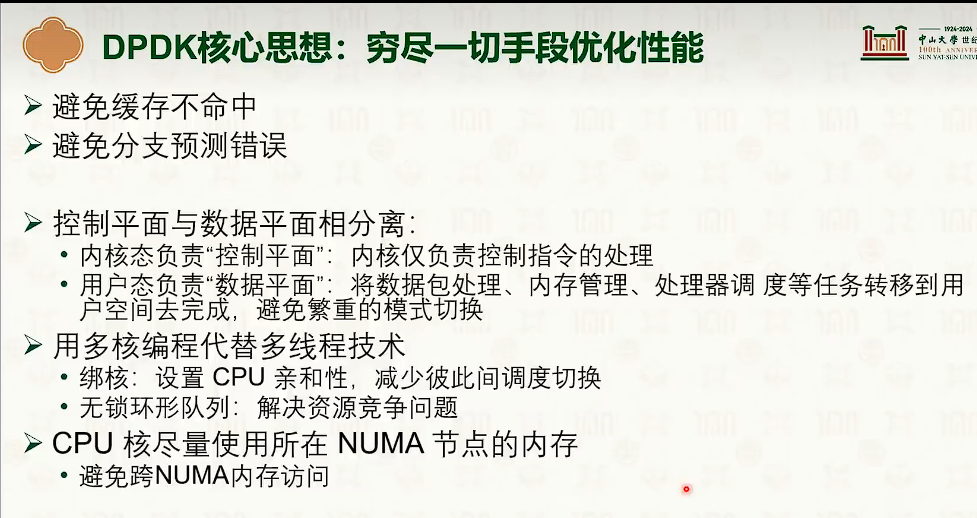 DPDK核心思想：穷尽一切手段优化性能
1924-2024
中山大學 世纪
100th ANNIVER
SUN YAT-SEN UNIVE
➢ 避免缓存不命中
➢ 避免分支预测错误
➢ 控制平面与数据平面相分离：
• 内核态负责“控制平面”：内核仅负责控制指令的处理
• 用户态负责“数据平面”：将数据包处理、内存管理、处理器调 度等任务转移到用
户空间去完成，避免繁重的模式切换
➢ 用多核编程代替多线程技术
• 绑核：设置 CPU 亲和性，减少彼此间调度切换
• 无锁环形队列：解决资源竞争问题
➢ CPU 核尽量使用所在 NUMA 节点的内存
• 避免跨NUMA内存访问